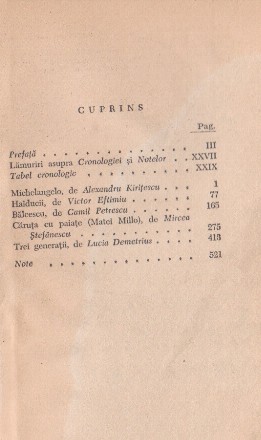 CUPRINS
Pag.
Prefață . . . . . . . . . . . . . III
Lămuriri asupra Cronologiei și Notelor . . XXVII
Tabel cronologic . . . . . . . . . . XXIX
Michelangelo, de Alexandru Kirițescu . . . 1
Haiducii, de Victor Eftimiu . . . . . 77
Bălcescu, de Camil Petrescu . . . . . 165
Căruța cu paiațe (Matei Millo), de Mircea
Ștefănescu . . . . . . . . . . 275
Trei generații, de Lucia Demetrius . . . . 413
Note . . . . . . . . . . . . . 521